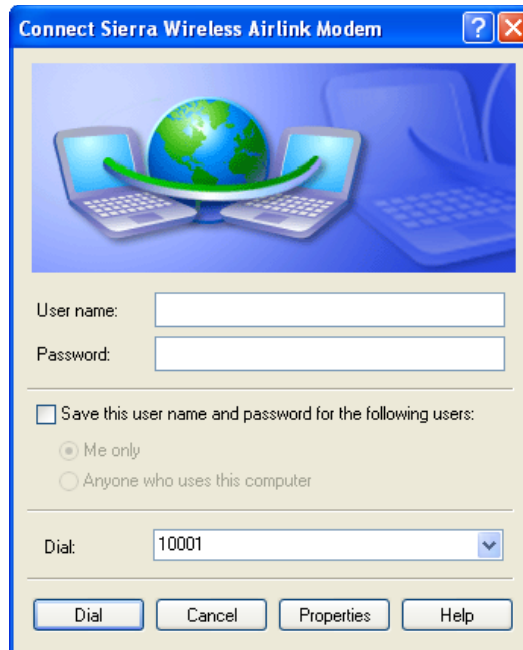 Connect Sierra Wireless Airlink Modem
User name:
Password:
Save this user name and password for the following users:
Me only
Anyone who uses this computer
Dial: 10001
Dial Cancel Properties Help